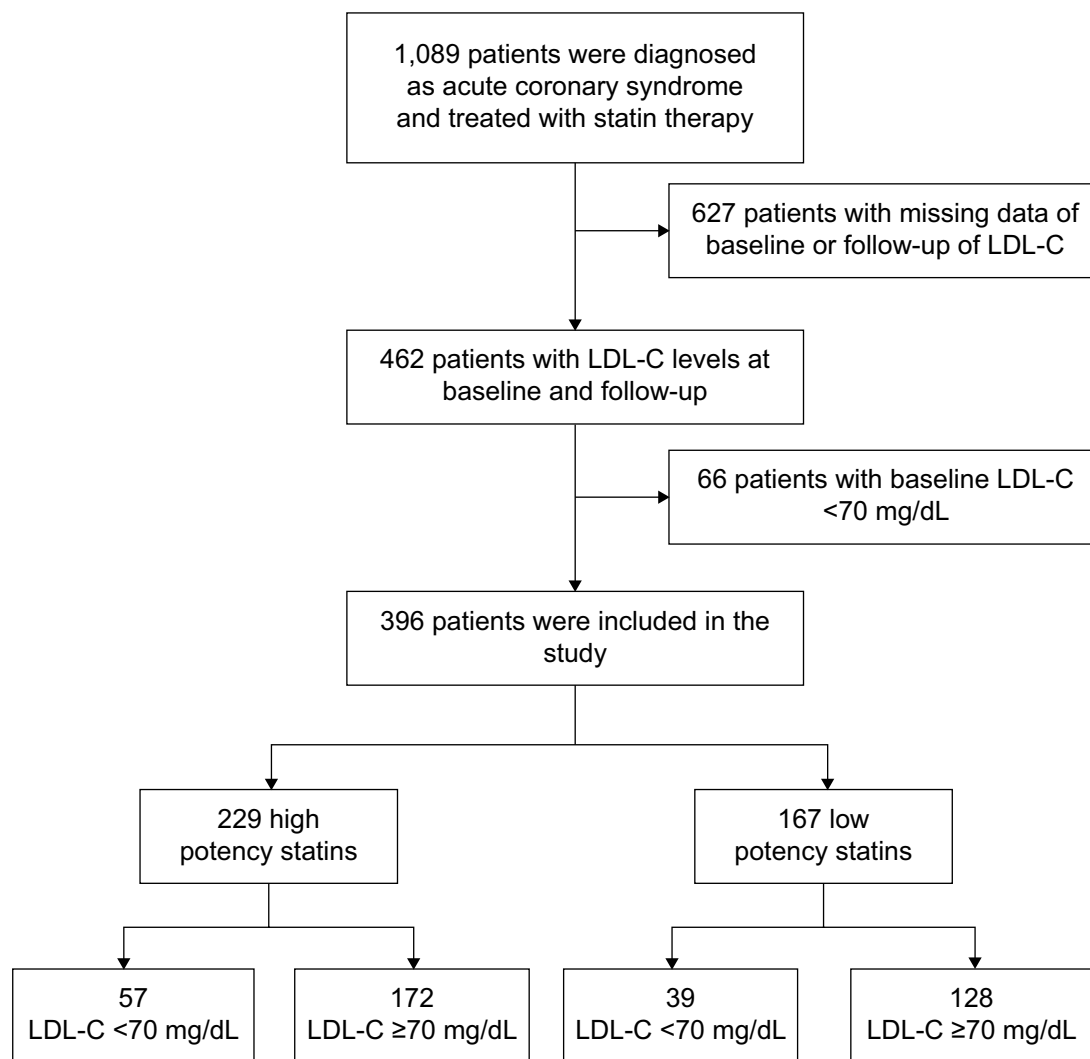 1,089 patients were diagnosed
as acute coronary syndrome
and treated with statin therapy
627 patients with missing data of
baseline or follow-up of LDL-C
462 patients with LDL-C levels at
baseline and follow-up
66 patients with baseline LDL-C
<70 mg/dL
396 patients were included in the
study
229 high
potency statins
167 low
potency statins
57
LDL-C <70 mg/dL
172
LDL-C ≥70 mg/dL
39
LDL-C <70 mg/dL
128
LDL-C ≥70 mg/dL